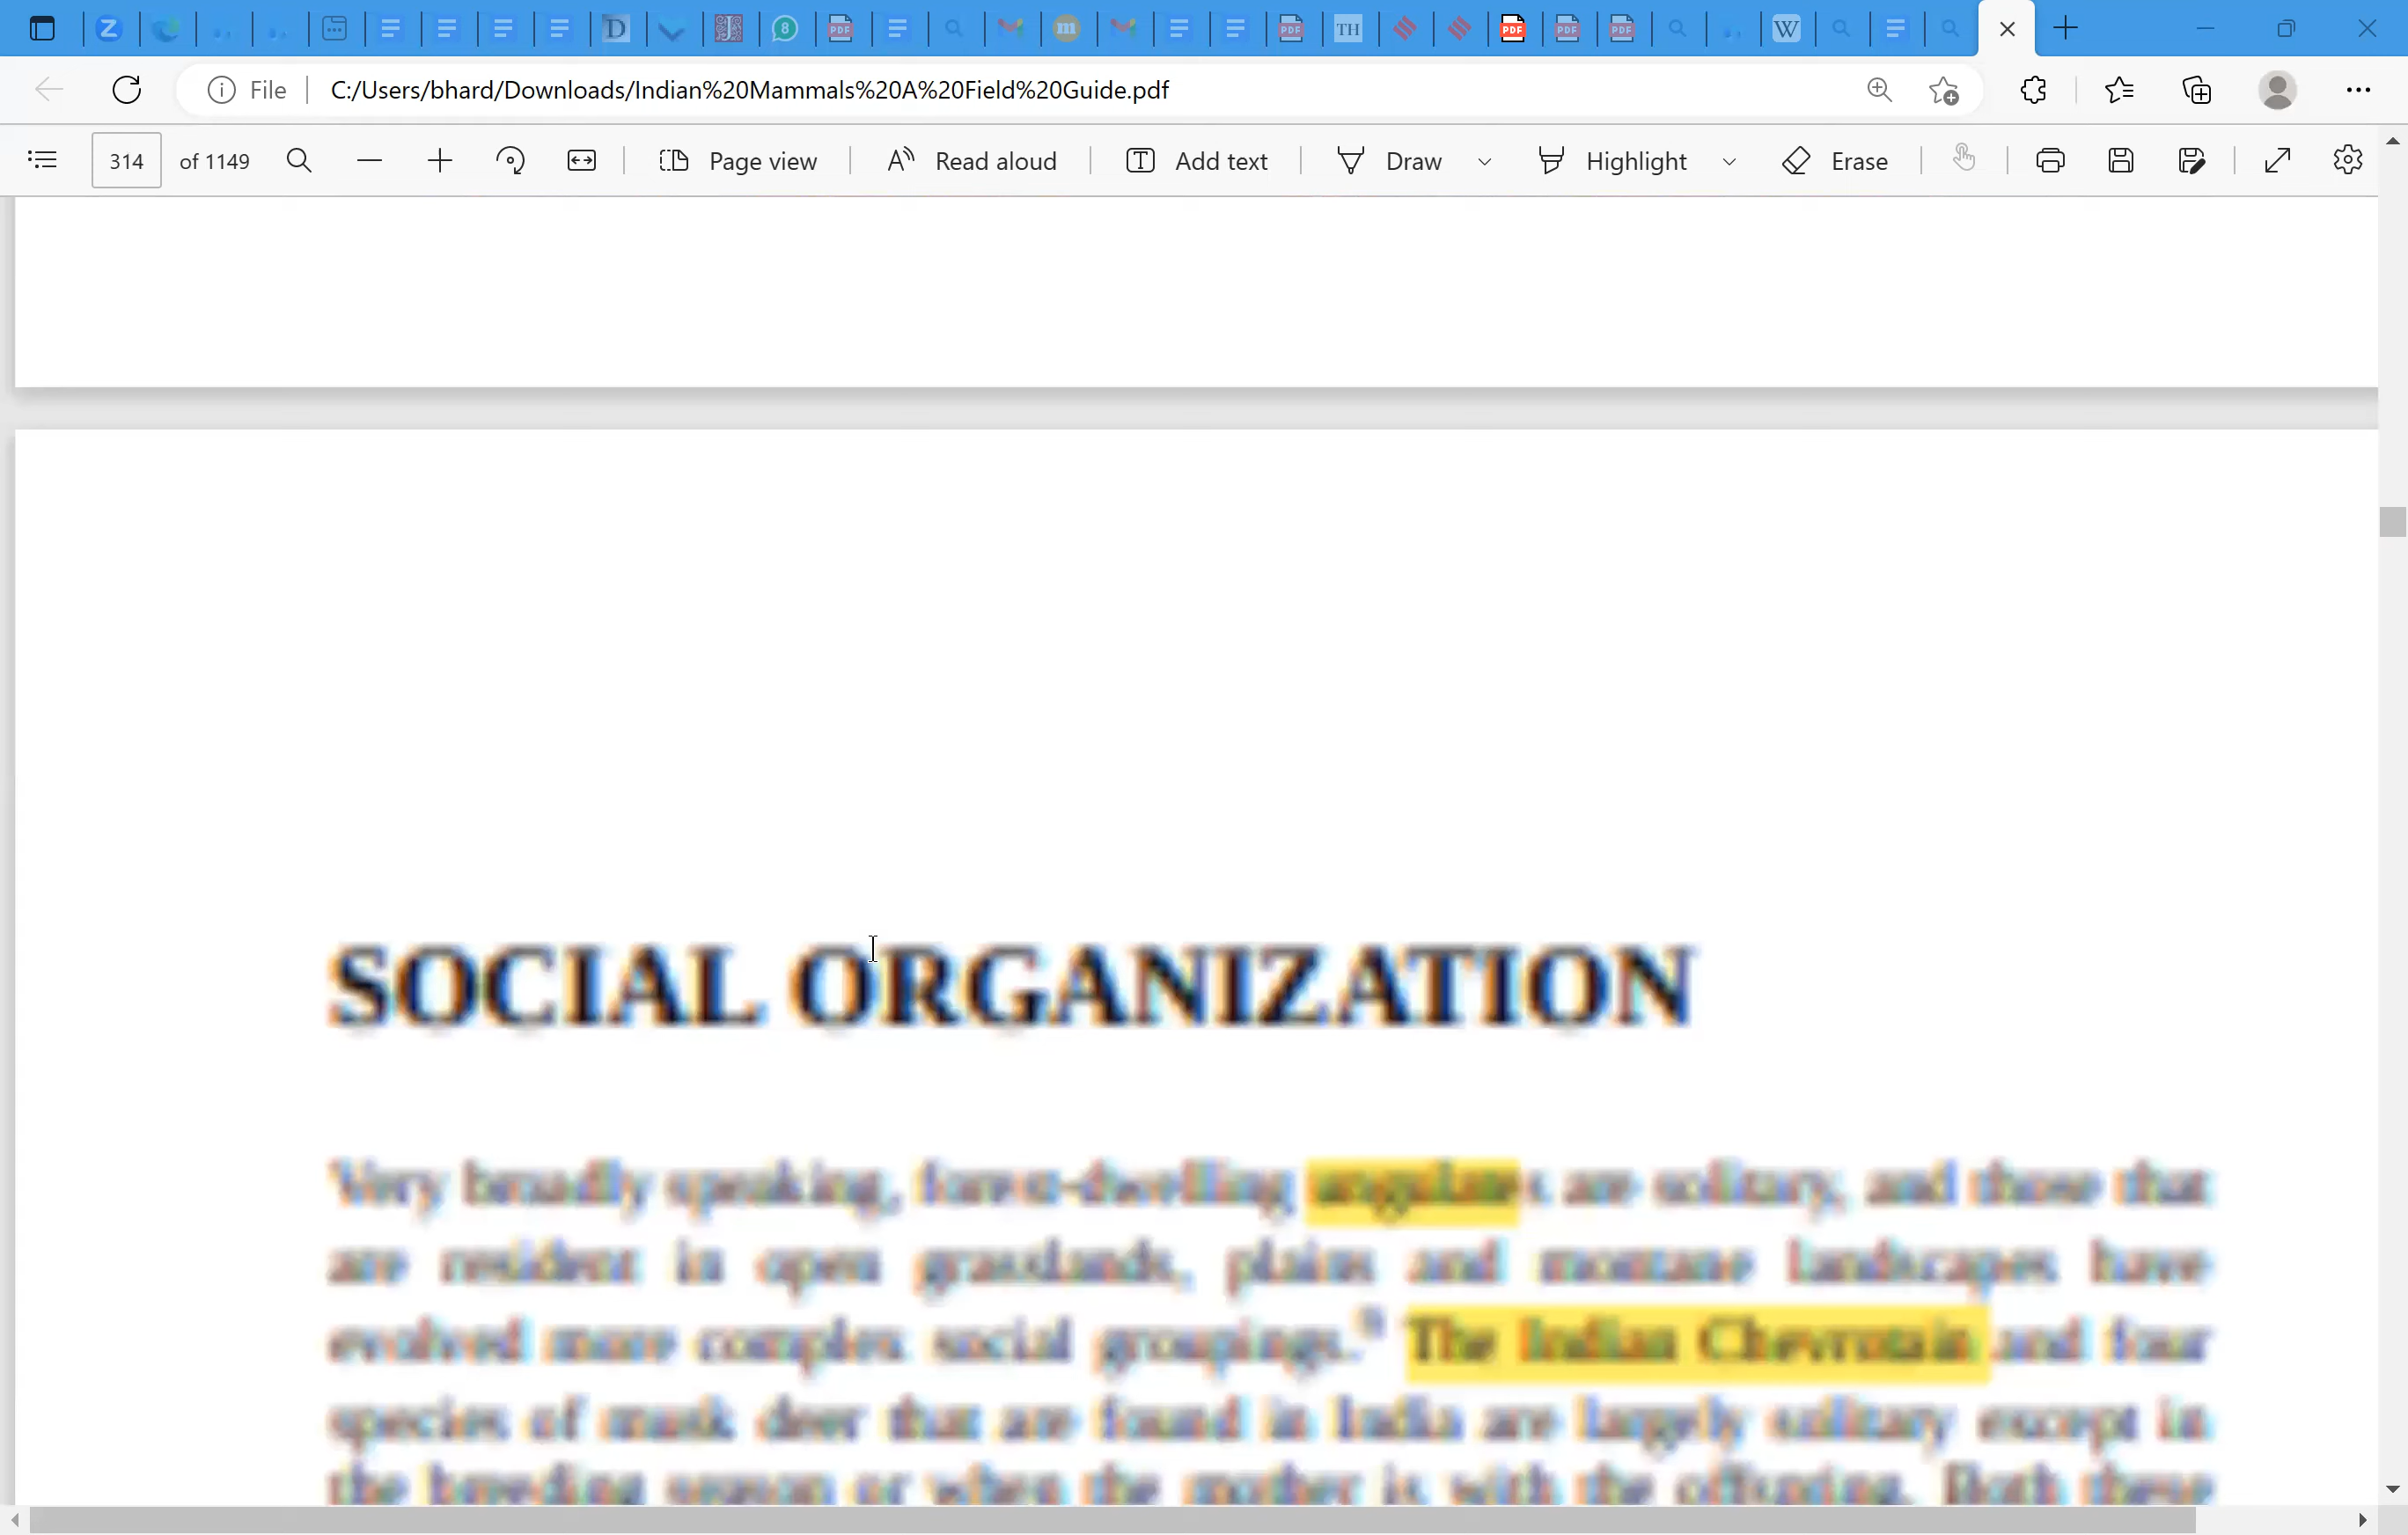 File
C:/Users/bhard/Downloads/Indian%20Mammals%20A%20Field%20Guide.pdf
314 of 1149 Page view Read aloud Add text Draw Highlight Erase
SOCIAL ORGANIZATION
Very broadly speaking, forest-dwelling ungulates are solitary, and those that
are resident in open grasslands, plains and montane landscapes have
evolved more complex social groupings. The Indian Chevrotain and four
species of musk deer that are found in India are largely solitary except in
the breeding season or when the mother is with the offspring. Both these